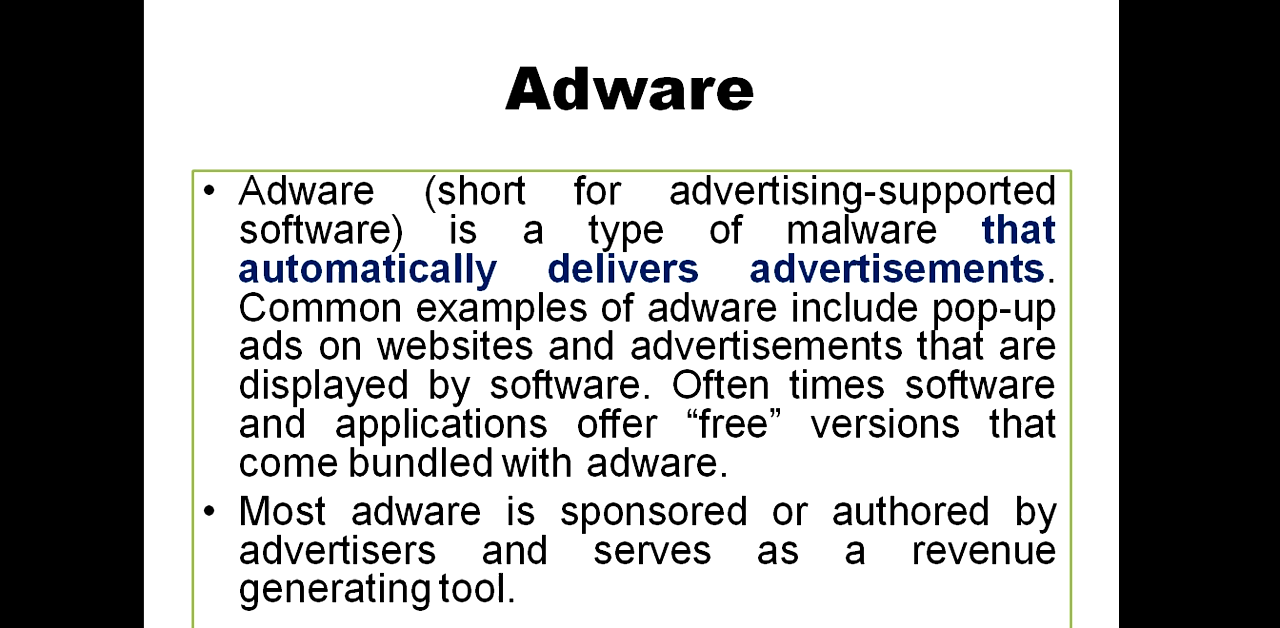 Adware
• Adware (short for advertising-supported
software) is a type of malware that
automatically delivers advertisements.
Common examples of adware include pop-up
ads on websites and advertisements that are
displayed by software. Often times software
and applications offer “free” versions that
come bundled with adware.
• Most adware is sponsored or authored by
advertisers and serves as a revenue
generating tool.